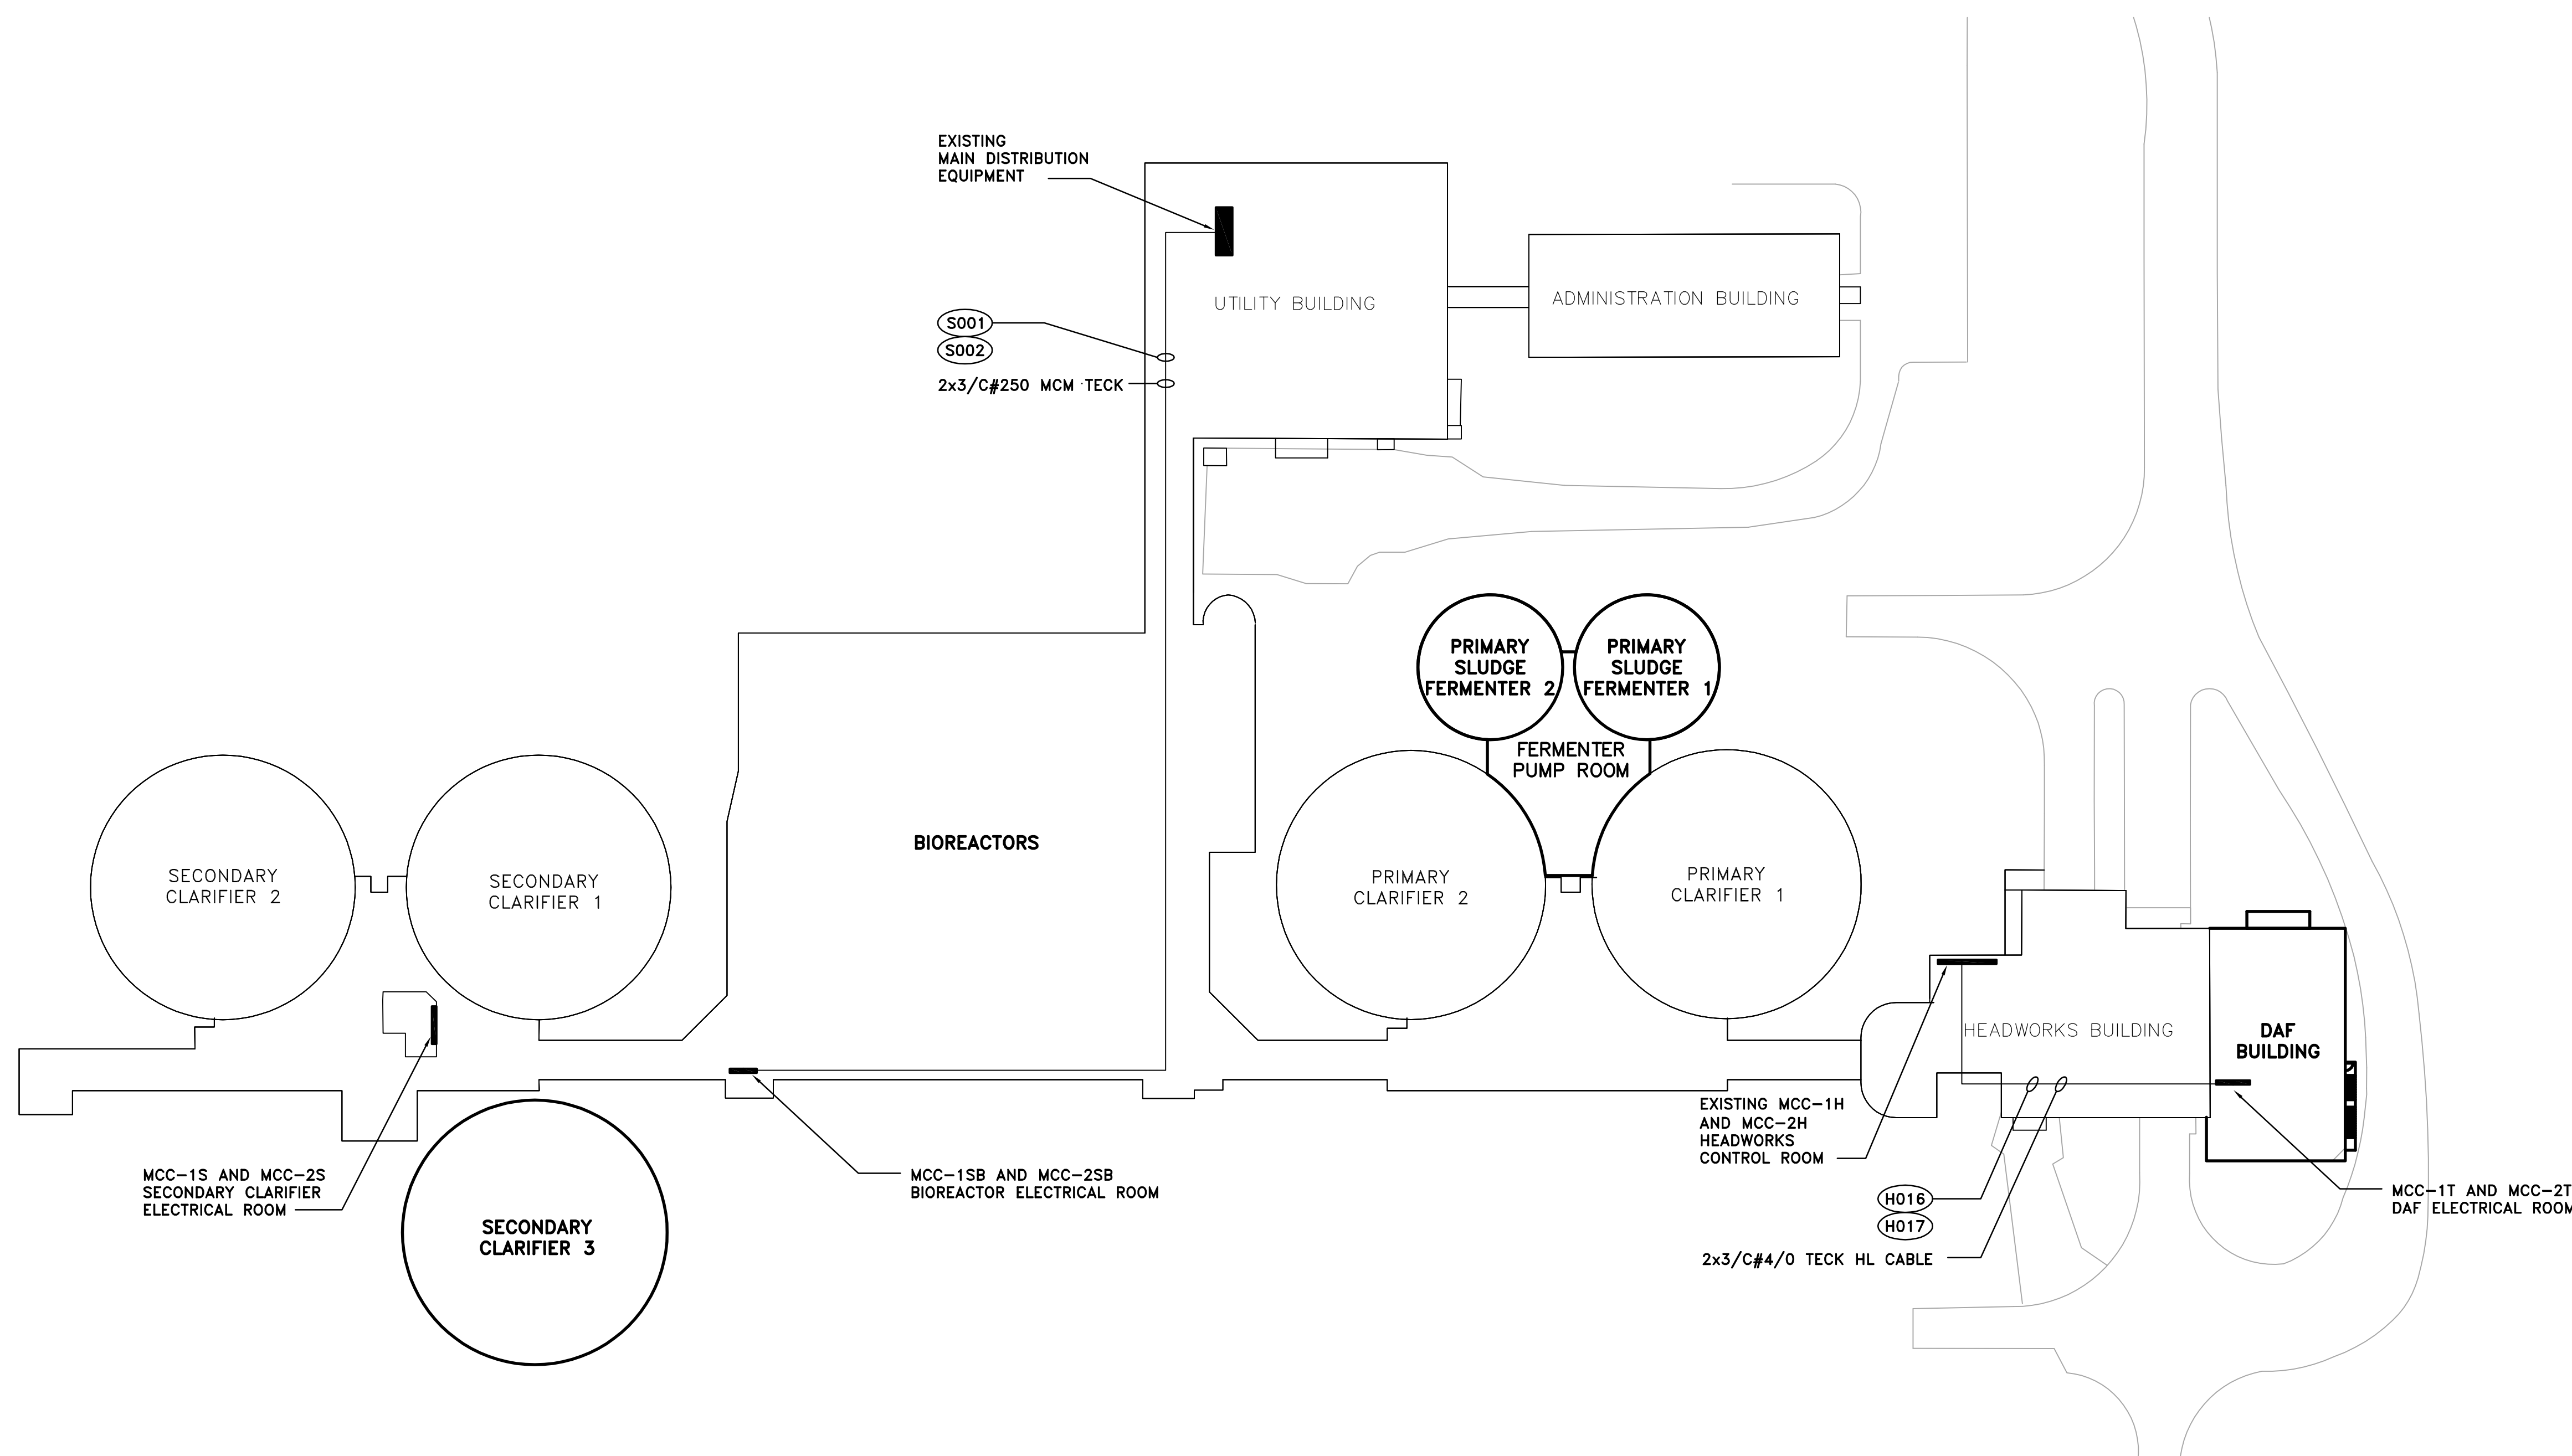 EXISTING
MAIN DISTRIBUTION
EQUIPMENT
UTILITY BUILDING
ADMINISTRATION BUILDING
S001
S002
2x3/C#250 MCM TECK
PRIMARY
SLUDGE
FERMENTER 2
PRIMARY
SLUDGE
FERMENTER 1
FERMENTER
PUMP ROOM
BIOREACTORS
SECONDARY
CLARIFIER 2
SECONDARY
CLARIFIER 1
PRIMARY
CLARIFIER 2
PRIMARY
CLARIFIER 1
HEADWORKS BUILDING
DAF
BUILDING
EXISTING MCC-1H
AND MCC-2H
HEADWORKS
CONTROL ROOM
MCC-1S AND MCC-2S
SECONDARY CLARIFIER
ELECTRICAL ROOM
MCC-1SB AND MCC-2SB
BIOREACTOR ELECTRICAL ROOM
SECONDARY
CLARIFIER 3
H016
H017
2x3/C#4/0 TECK HL CABLE
MCC-1T AND MCC-2T
DAF ELECTRICAL ROOM